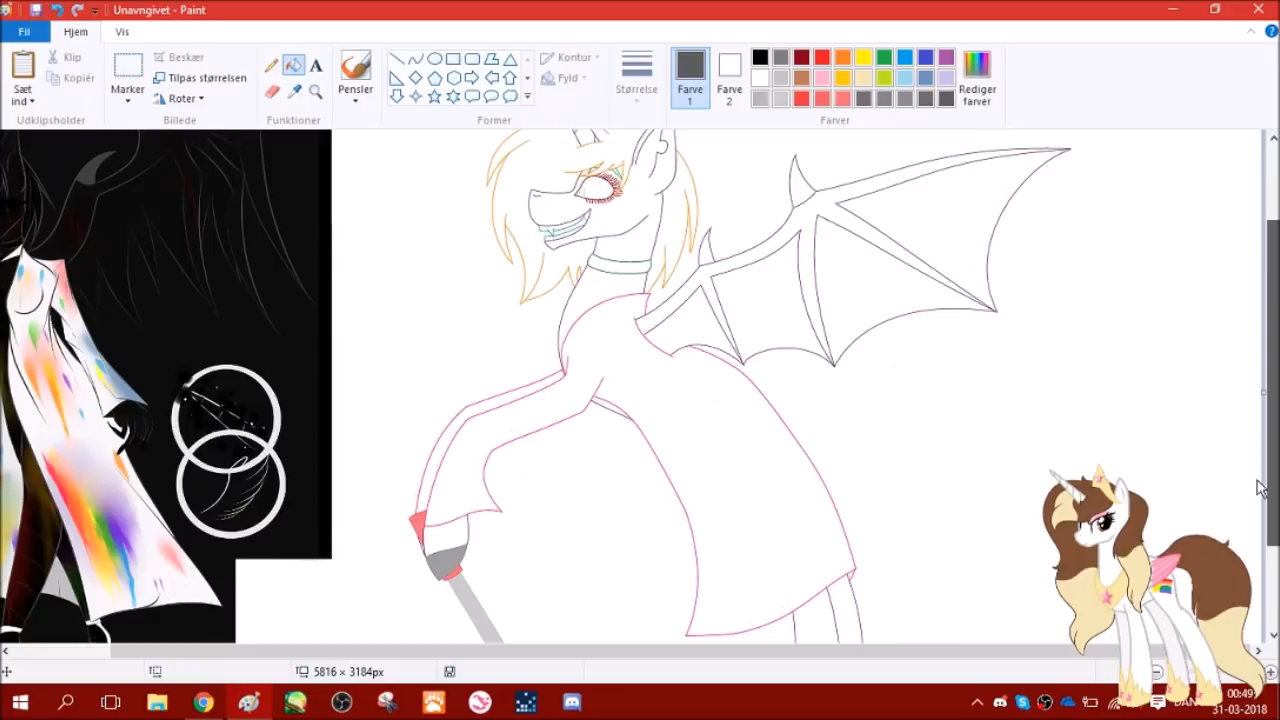 Unavngivet - Paint
Fil
Hjem
Vis
Sæt
ind
Klip
Kopiér
Udklipsholder
Marker
Beskær
Tilpas størrelsen
Roter
Billede
A
Funktioner
Pensler
Kontur
Fyld
Former
Størrelse
Farve
1
Farve
2
Rediger
farver
Farver
5816 × 3184px
DAN
00:49
31-03-2018